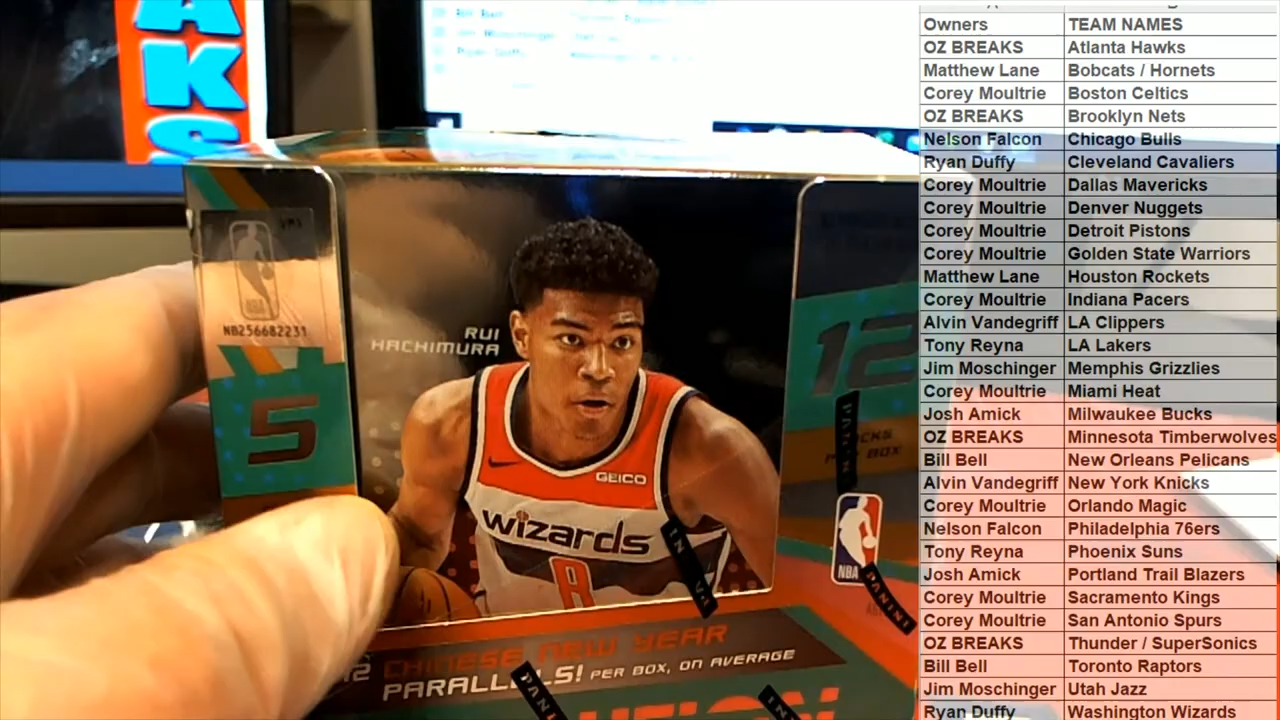 AKS
Bill Bell
NB256682231
5
RUI
HACHIMURA
12
PACKS
PER BOX
GEICO
wizards
8
NBA
PANINI
CHINESE NEW YEAR
PARALLELS! PER BOX, ON AVERAGE
Owners TEAM NAMES
OZ BREAKS Atlanta Hawks
Matthew Lane Bobcats / Hornets
Corey Moultrie Boston Celtics
OZ BREAKS Brooklyn Nets
Nelson Falcon Chicago Bulls
Ryan Duffy Cleveland Cavaliers
Corey Moultrie Dallas Mavericks
Corey Moultrie Denver Nuggets
Corey Moultrie Detroit Pistons
Corey Moultrie Golden State Warriors
Matthew Lane Houston Rockets
Corey Moultrie Indiana Pacers
Alvin Vandegriff LA Clippers
Tony Reyna LA Lakers
Jim Moschinger Memphis Grizzlies
Corey Moultrie Miami Heat
Josh Amick Milwaukee Bucks
OZ BREAKS Minnesota Timberwolves
Bill Bell New Orleans Pelicans
Alvin Vandegriff New York Knicks
Corey Moultrie Orlando Magic
Nelson Falcon Philadelphia 76ers
Tony Reyna Phoenix Suns
Josh Amick Portland Trail Blazers
Corey Moultrie Sacramento Kings
Corey Moultrie San Antonio Spurs
OZ BREAKS Thunder / SuperSonics
Bill Bell Toronto Raptors
Jim Moschinger Utah Jazz
Ryan Duffy Washington Wizards